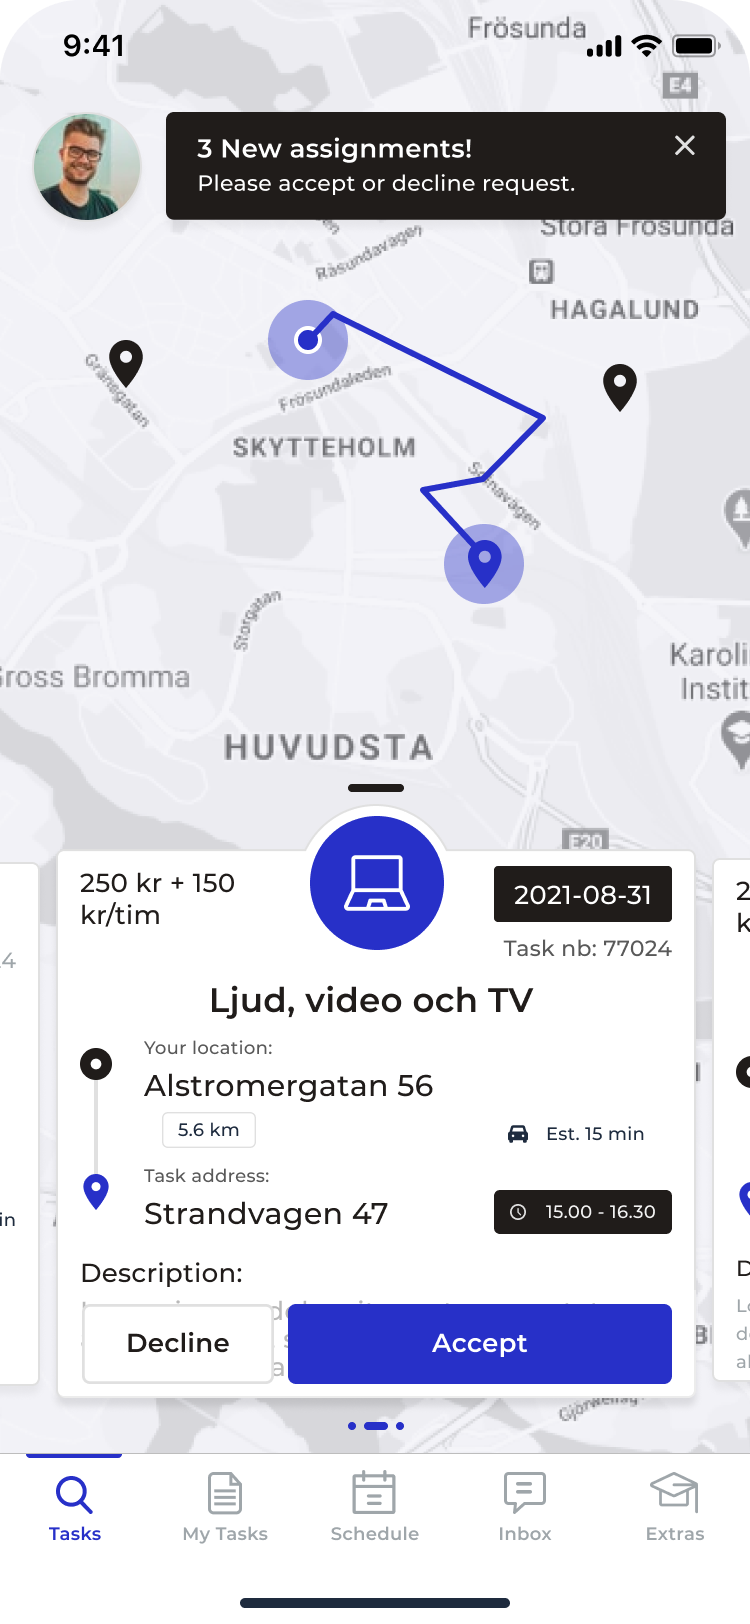 9:41
Frösunda
E4
3 New assignments!
Please accept or decline request.
Stora Frösunda
Råsundavägen
HAGALUND
Gränsgatan
Frösundaleden
SKYTTEHOLM
Solnavägen
Storgatan
Gross Bromma
Karoli
Instit
HUVUDSTA
E20
250 kr + 150
kr/tim
2021-08-31
Task nb: 77024
Ljud, video och TV
Your location:
Alstromergatan 56
5.6 km
Est. 15 min
Task address:
Strandvagen 47
15.00 - 16.30
Description:
Decline
Accept
Tasks
My Tasks
Schedule
Inbox
Extras